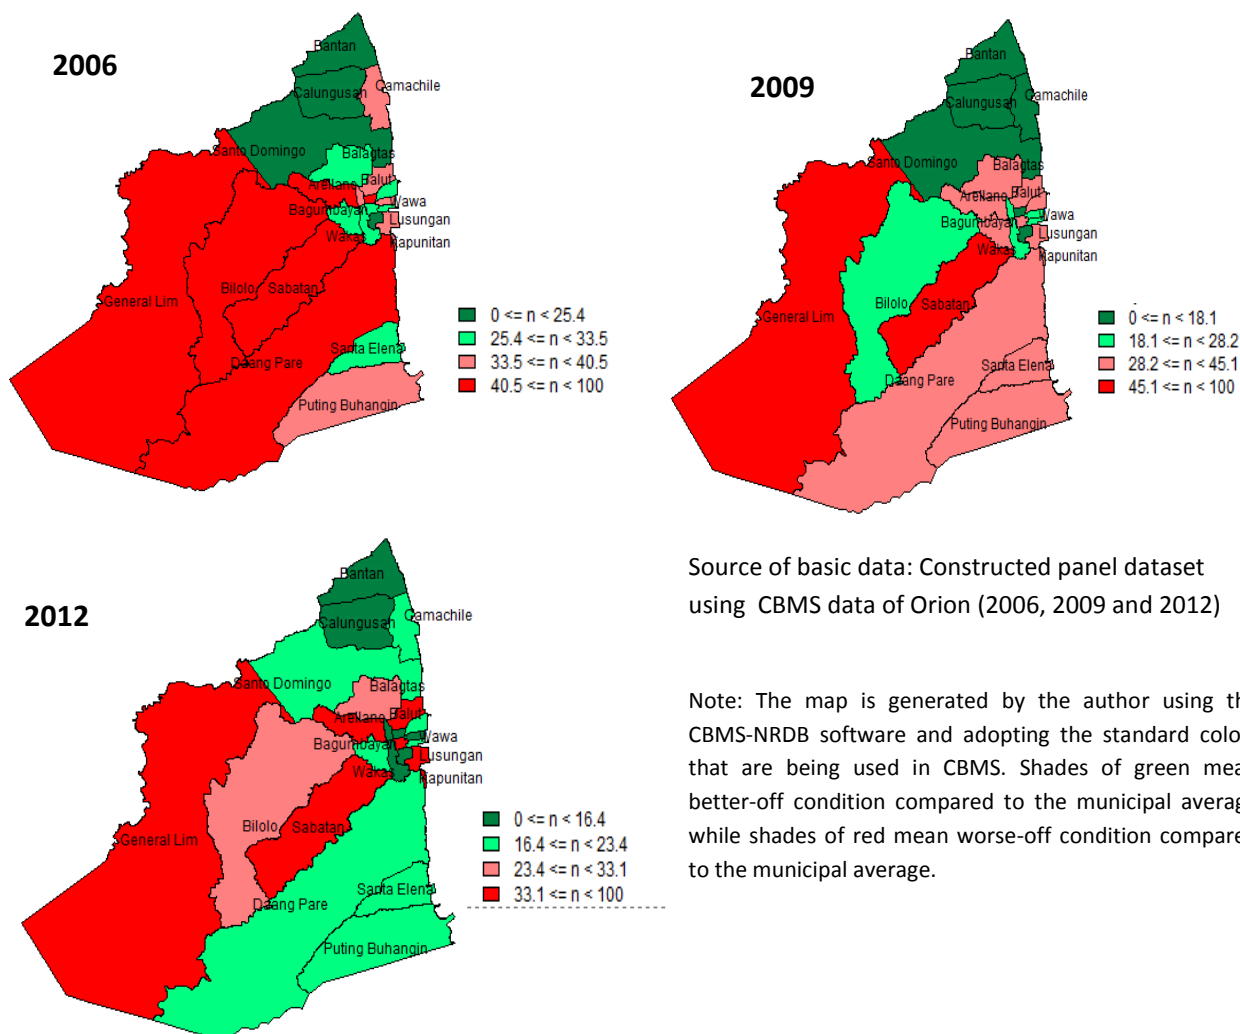 2006
Bantan
Calungusan
Camachile
Santo Domingo
Balagtas
Arellano
Balut
Bagumbayan
Wawa
Lusungan
Wakas
Kapunitan
General Lim
Bilolo
Sabatan
Daang Pare
Santa Elena
Puting Buhangin
0 <= n < 25.4
25.4 <= n < 33.5
33.5 <= n < 40.5
40.5 <= n < 100
2009
Bantan
Calungusan
Camachile
Santo Domingo
Balagtas
Arellano
Balut
Bagumbayan
Wawa
Lusungan
Wakas
Kapunitan
General Lim
Bilolo
Sabatan
Daang Pare
Santa Elena
Puting Buhangin
0 <= n < 18.1
18.1 <= n < 28.2
28.2 <= n < 45.1
45.1 <= n < 100
2012
Bantan
Calungusan
Camachile
Santo Domingo
Balagtas
Arellano
Balut
Bagumbayan
Wawa
Lusungan
Wakas
Kapunitan
General Lim
Bilolo
Sabatan
Daang Pare
Santa Elena
Puting Buhangin
0 <= n < 16.4
16.4 <= n < 23.4
23.4 <= n < 33.1
33.1 <= n < 100
Source of basic data: Constructed panel dataset
using CBMS data of Orion (2006, 2009 and 2012)
Note: The map is generated by the author using th
CBMS-NRDB software and adopting the standard colo
that are being used in CBMS. Shades of green mea
better-off condition compared to the municipal averag
while shades of red mean worse-off condition compare
to the municipal average.